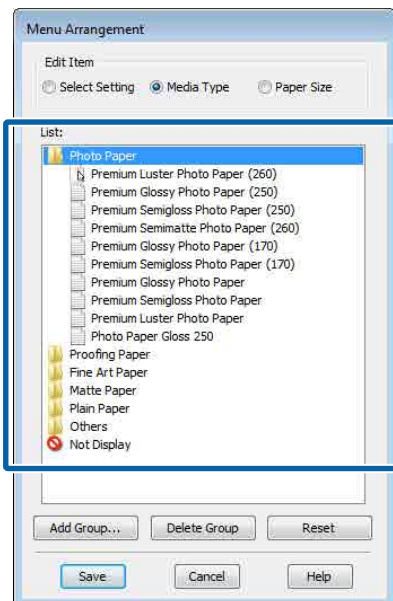 Menu Arrangement
Edit Item
Select Setting Media Type Paper Size
List:
Photo Paper
Premium Luster Photo Paper (260)
Premium Glossy Photo Paper (250)
Premium Semigloss Photo Paper (250)
Premium Semimatte Photo Paper (260)
Premium Glossy Photo Paper (170)
Premium Semigloss Photo Paper (170)
Premium Glossy Photo Paper
Premium Semigloss Photo Paper
Premium Luster Photo Paper
Photo Paper Gloss 250
Proofing Paper
Fine Art Paper
Matte Paper
Plain Paper
Others
Not Display
Add Group... Delete Group Reset
Save Cancel Help